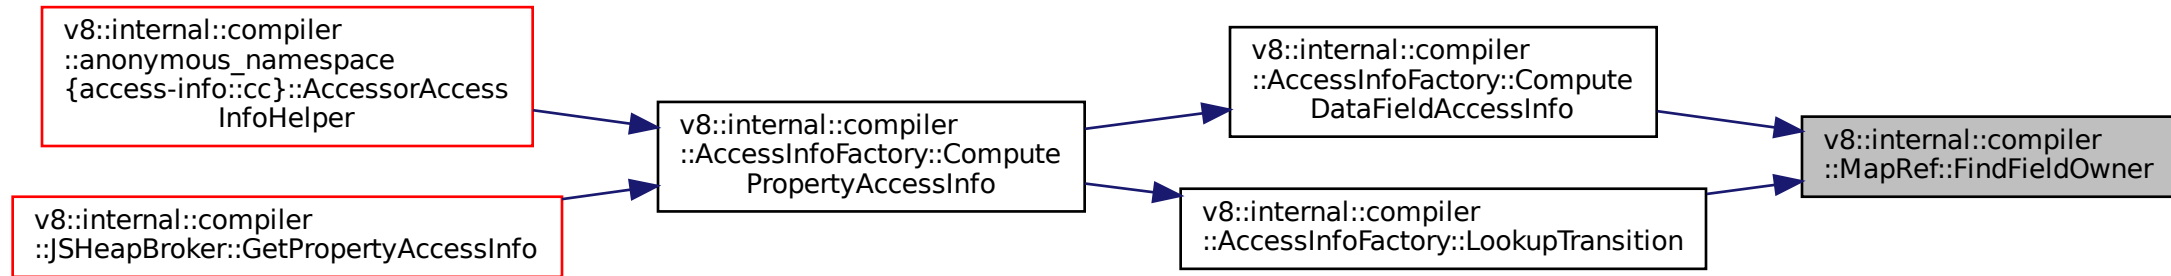 v8::internal::compiler
::anonymous_namespace
{access-info::cc}::AccessorAccess
InfoHelper
v8::internal::compiler
::JSHeapBroker::GetPropertyAccessInfo
v8::internal::compiler
::AccessInfoFactory::Compute
PropertyAccessInfo
v8::internal::compiler
::AccessInfoFactory::Compute
DataFieldAccessInfo
v8::internal::compiler
::AccessInfoFactory::LookupTransition
v8::internal::compiler
::MapRef::FindFieldOwner